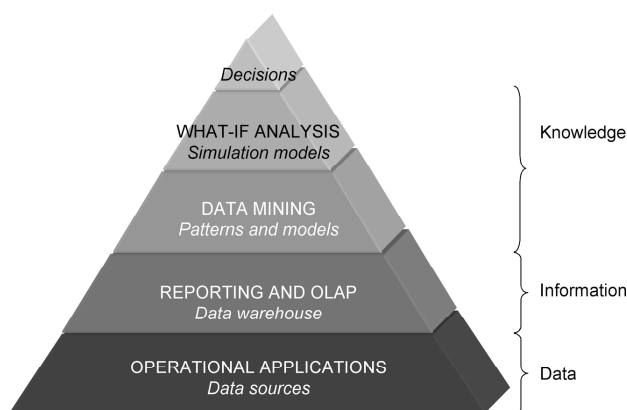 Decisions
WHAT-IF ANALYSIS
Simulation models
Knowledge
DATA MINING
Patterns and models
REPORTING AND OLAP
Data warehouse
Information
OPERATIONAL APPLICATIONS
Data sources
Data